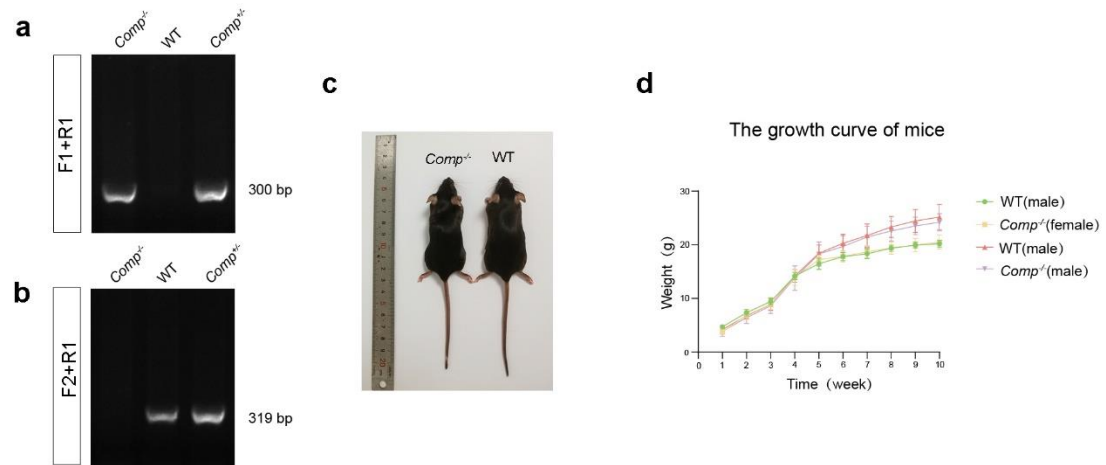 a
Comp-/-
WT
Comp+/-
F1+R1
300 bp
b
Comp-/-
WT
Comp+/-
F2+R1
319 bp
c
Comp-/-
WT
d
The growth curve of mice
Weight (g)
30
20
10
0
0 1 2 3 4 5 6 7 8 9 10
Time (week)
WT(male)
Comp-/-(female)
WT(male)
Comp-/-(male)